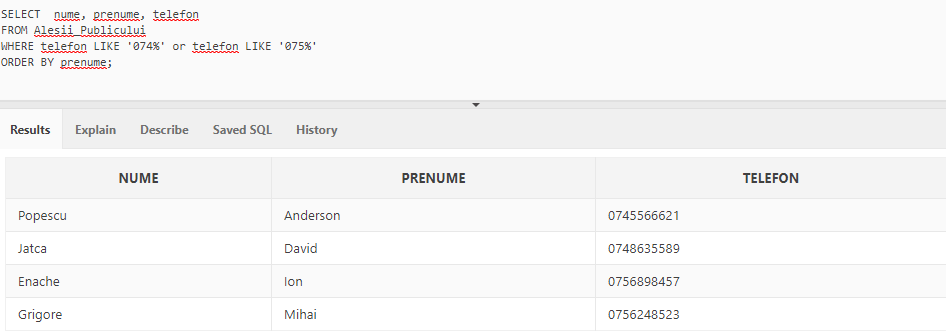 SELECT  nume, prenume, telefon
FROM Alesii_Publicului
WHERE telefon LIKE '074%' or telefon LIKE '075%'
ORDER BY prenume;
Results Explain Describe Saved SQL History
NUME PRENUME TELEFON
Popescu Anderson 0745566621
Jatca David 0748635589
Enache Ion 0756898457
Grigore Mihai 0756248523